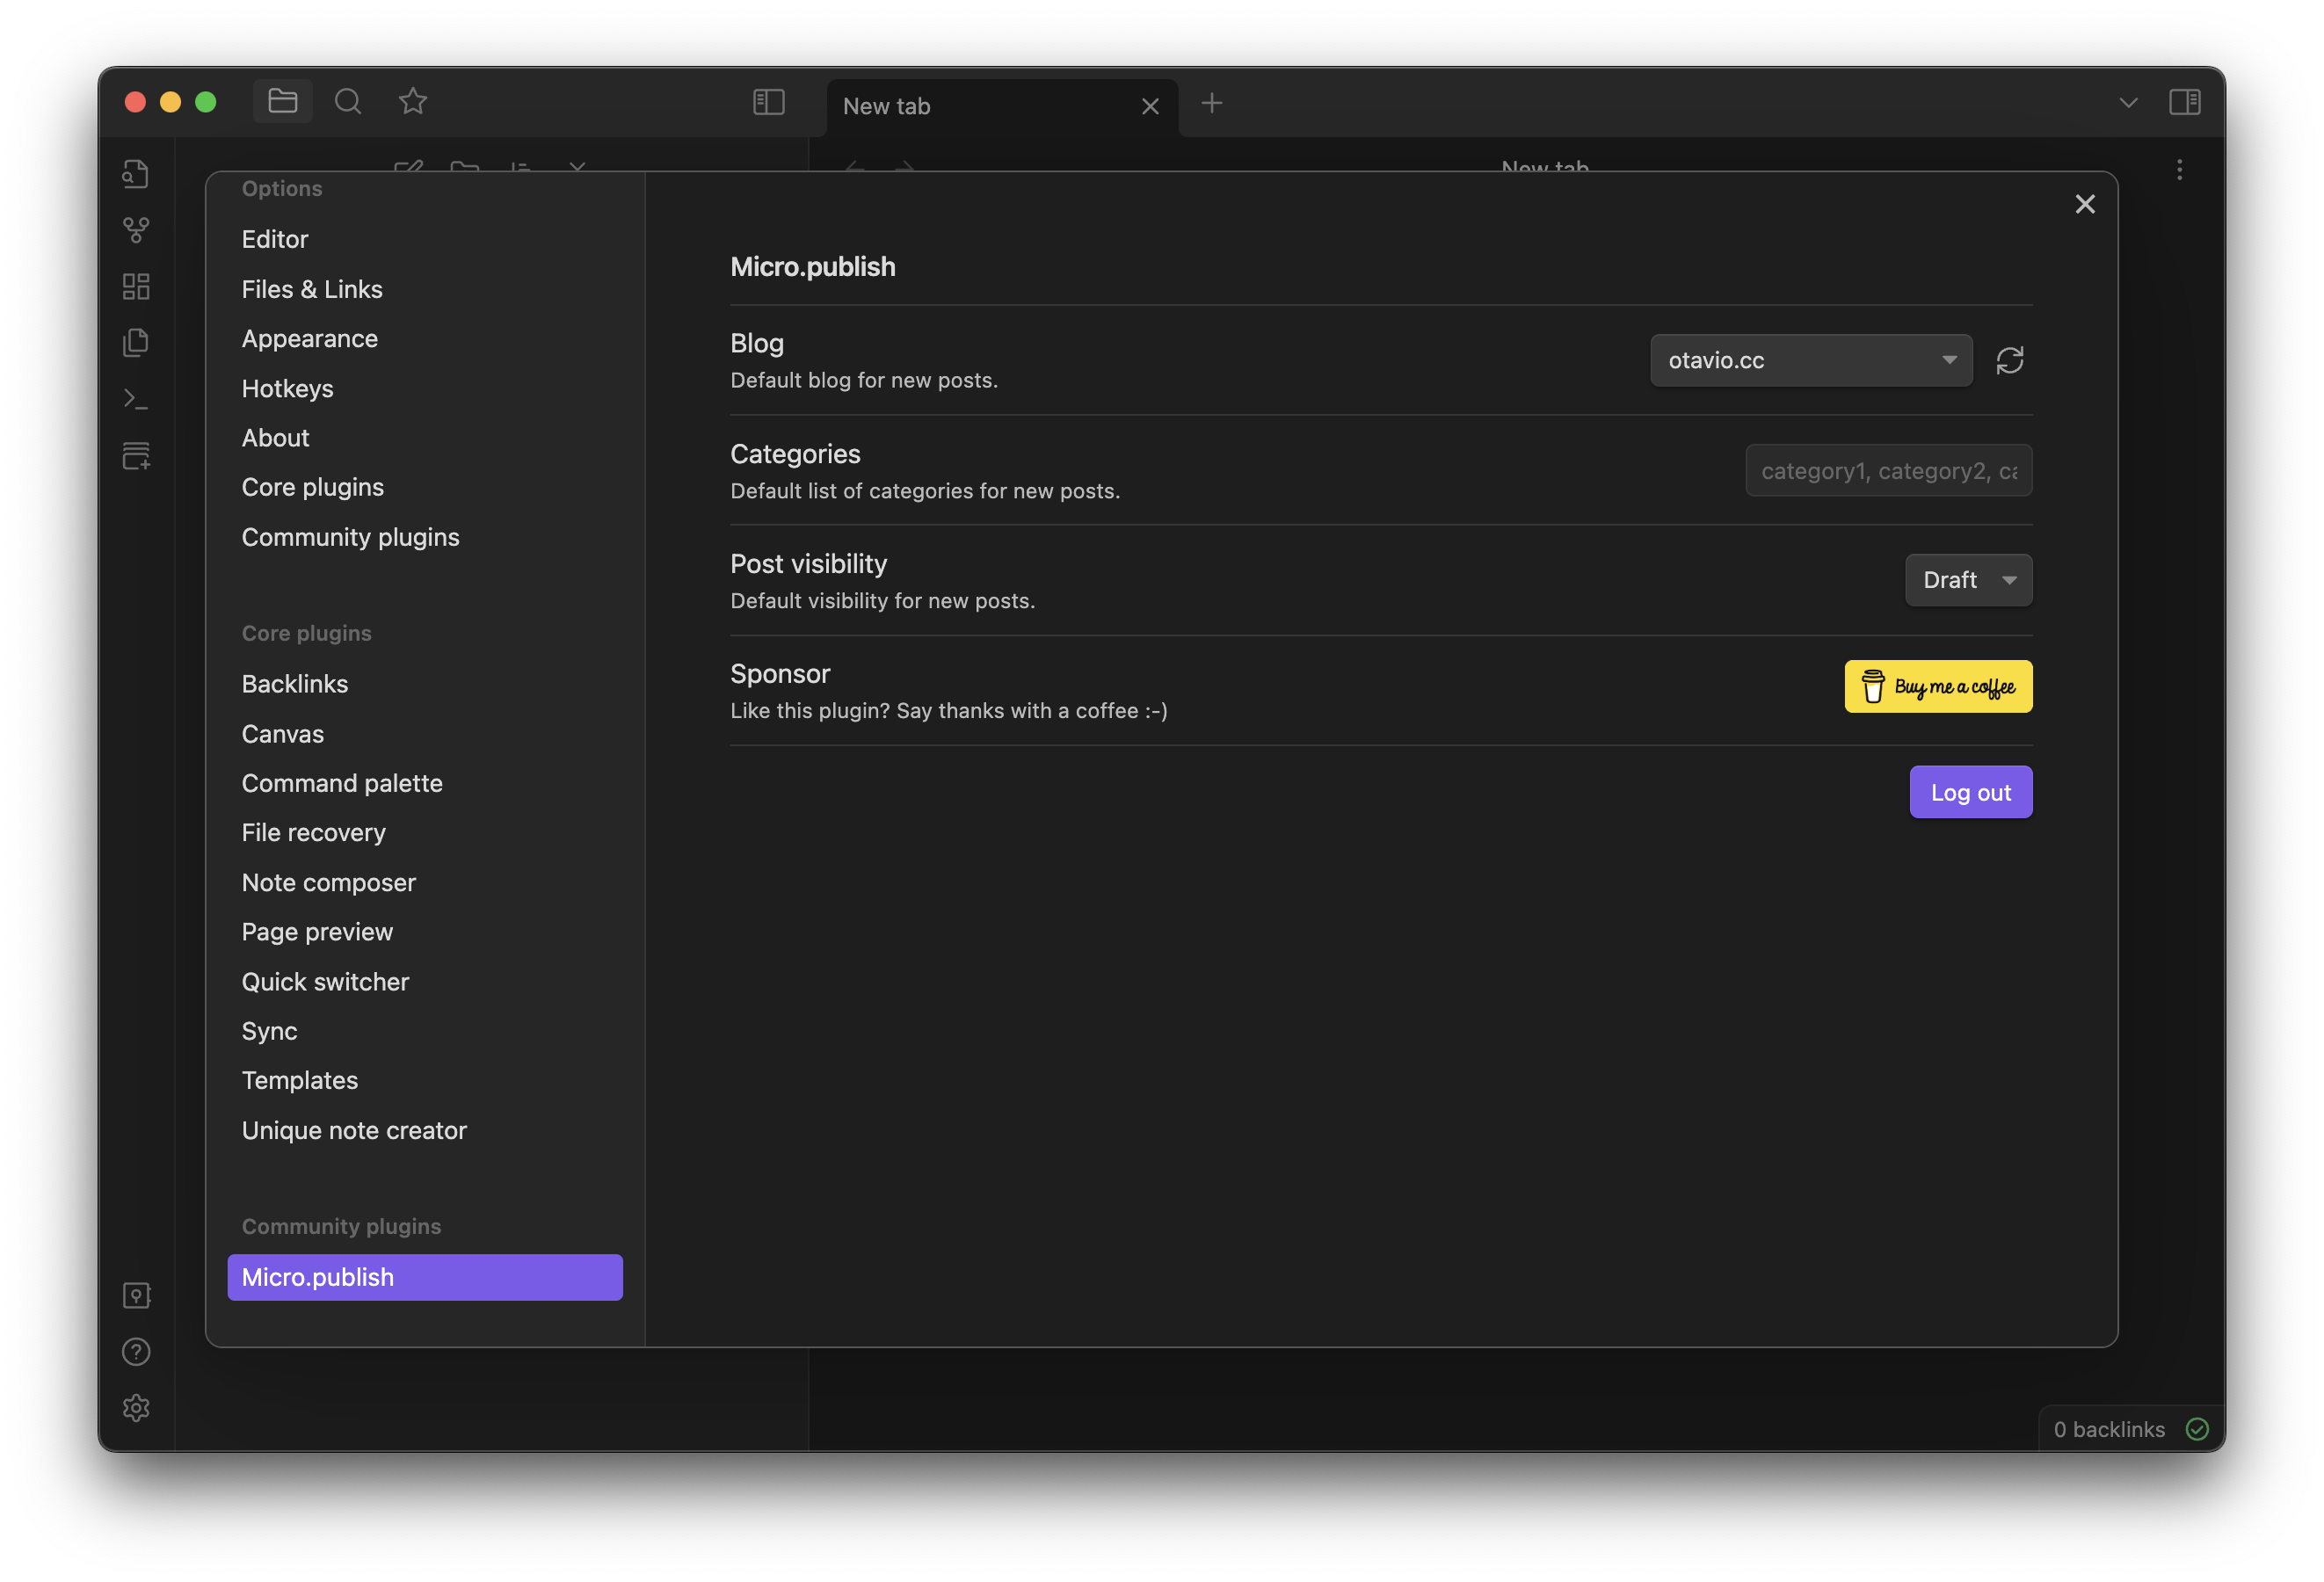 New tab
New tab
Options
Editor
Files & Links
Appearance
Hotkeys
About
Core plugins
Community plugins
Core plugins
Backlinks
Canvas
Command palette
File recovery
Note composer
Page preview
Quick switcher
Sync
Templates
Unique note creator
Community plugins
Micro.publish
Micro.publish
Blog
Default blog for new posts.
otavio.cc
Categories
Default list of categories for new posts.
category1, category2, ca
Post visibility
Default visibility for new posts.
Draft
Sponsor
Like this plugin? Say thanks with a coffee :-)
Buy me a coffee
Log out
0 backlinks